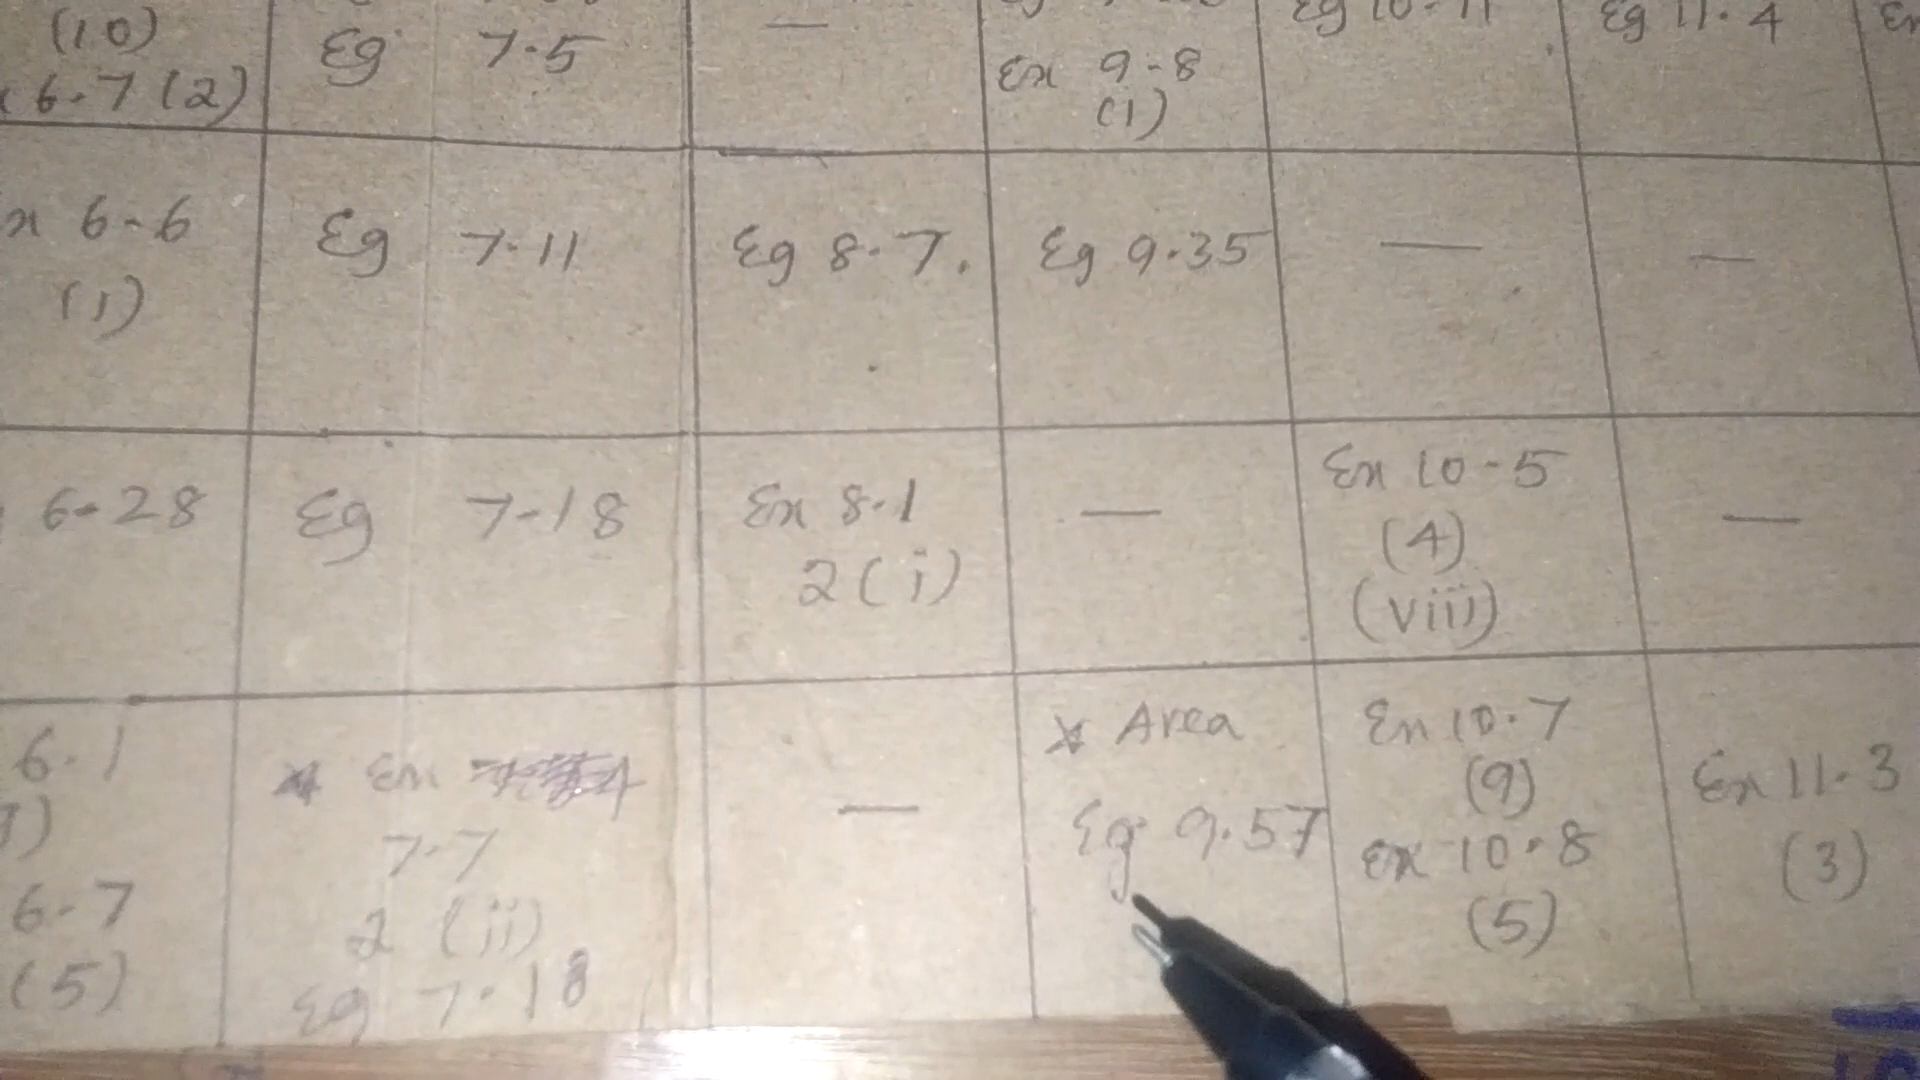 (10)
6.7 (2)
Eg 7.5
—
Ex 9.8
(1)
Eg 10.11
Eg 11.4
6.6
(1)
Eg 7.11
Eg 8.7.
Eg 9.35
—
—
6.28
Eg 7.18
Ex 8.1
2 (i)
—
Ex 10.5
(4)
(viii)
—
6.1
6.7
(5)
* Ex
7.7
2 (ii)
Eg 7.18
—
* Area
Eg 9.57
Ex 10.7
(9)
Ex 10.8
(5)
Ex 11.3
(3)